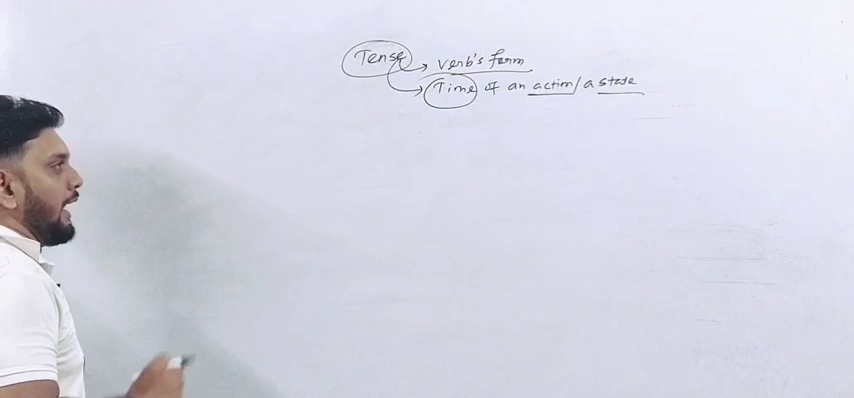 Tense
verb's form
Time of an action/a state